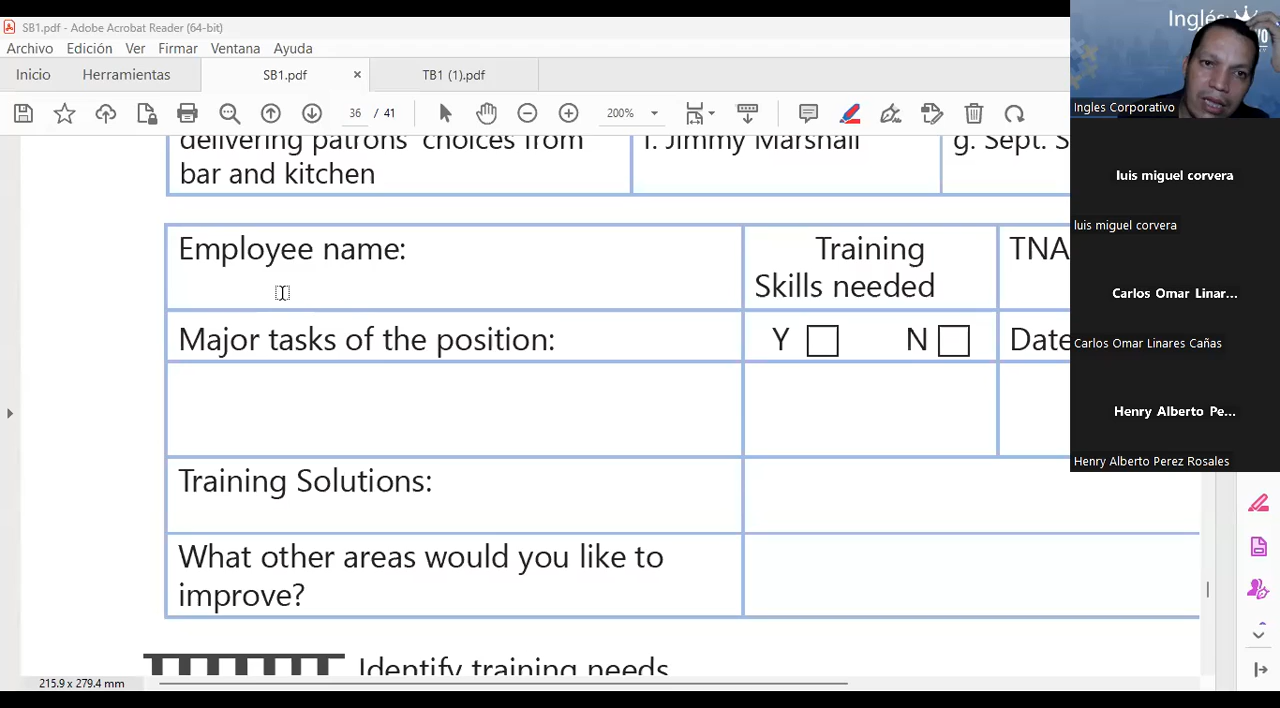 SB1.pdf - Adobe Acrobat Reader (64-bit)
Archivo Edición Ver Firmar Ventana Ayuda
Inicio Herramientas SB1.pdf × TB1 (1).pdf
36 / 41 200%
delivering patrons' choices from
bar and kitchen
f. Jimmy Marshall
g. Sept. 5
Employee name:
Training
Skills needed
TNA
Major tasks of the position:
Y N
Date
Training Solutions:
What other areas would you like to
improve?
Identify training needs
215.9 x 279.4 mm
Inglés
Ingles Corporativo
luis miguel corvera
luis miguel corvera
Carlos Omar Linar...
Carlos Omar Linares Cañas
Henry Alberto Pe...
Henry Alberto Perez Rosales